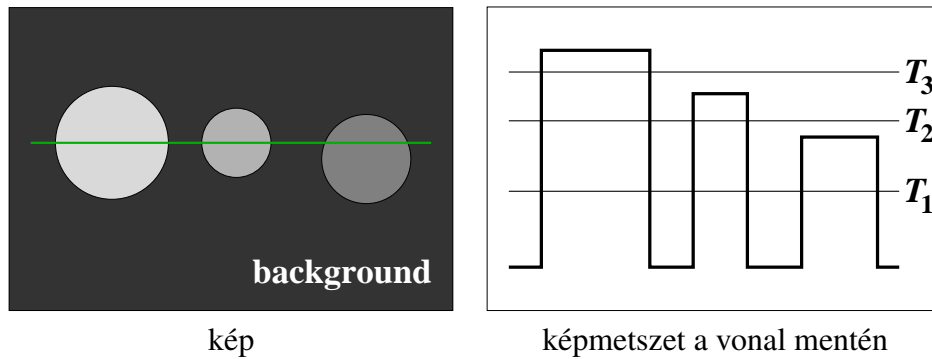 background
T3
T2
T1
kép
képmetszet a vonal mentén